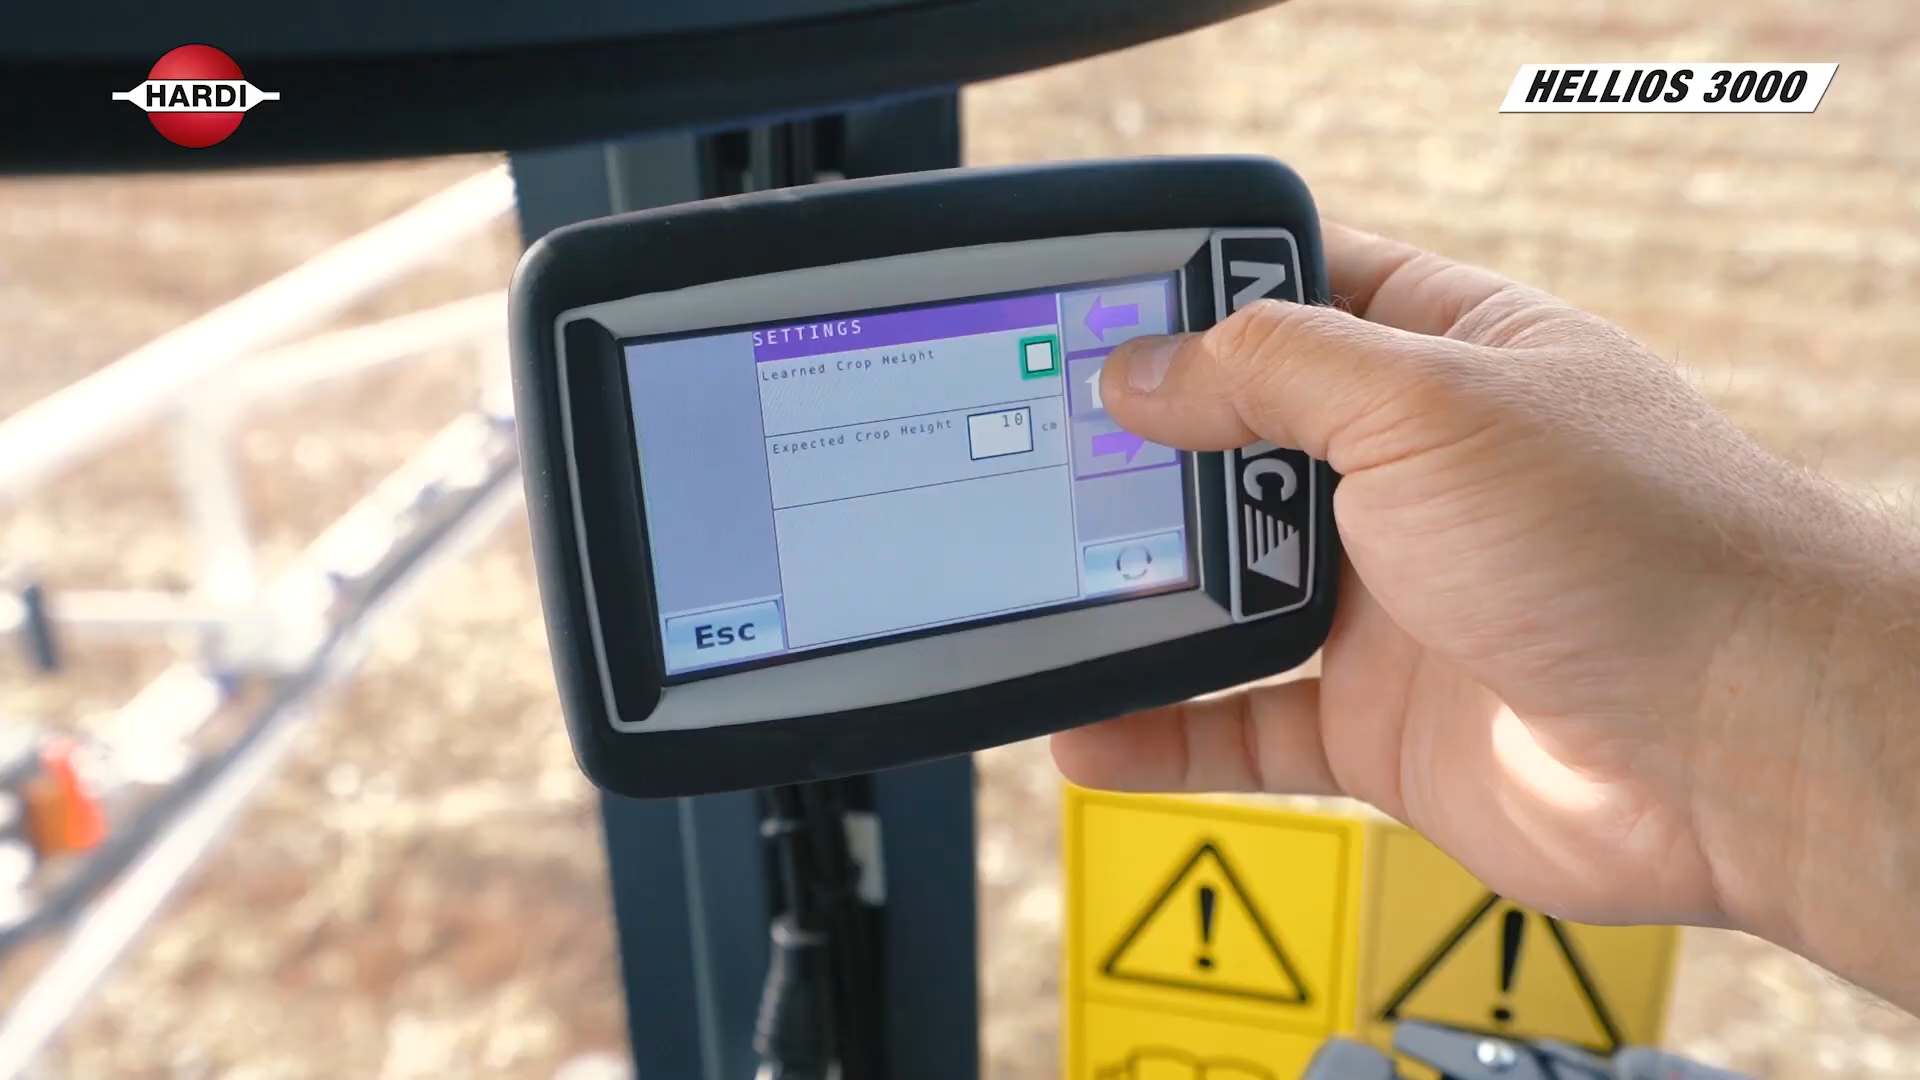 HARDI
HELLIOS 3000
SETTINGS
Learned Crop Height
Expected Crop Height 10 cm
Esc